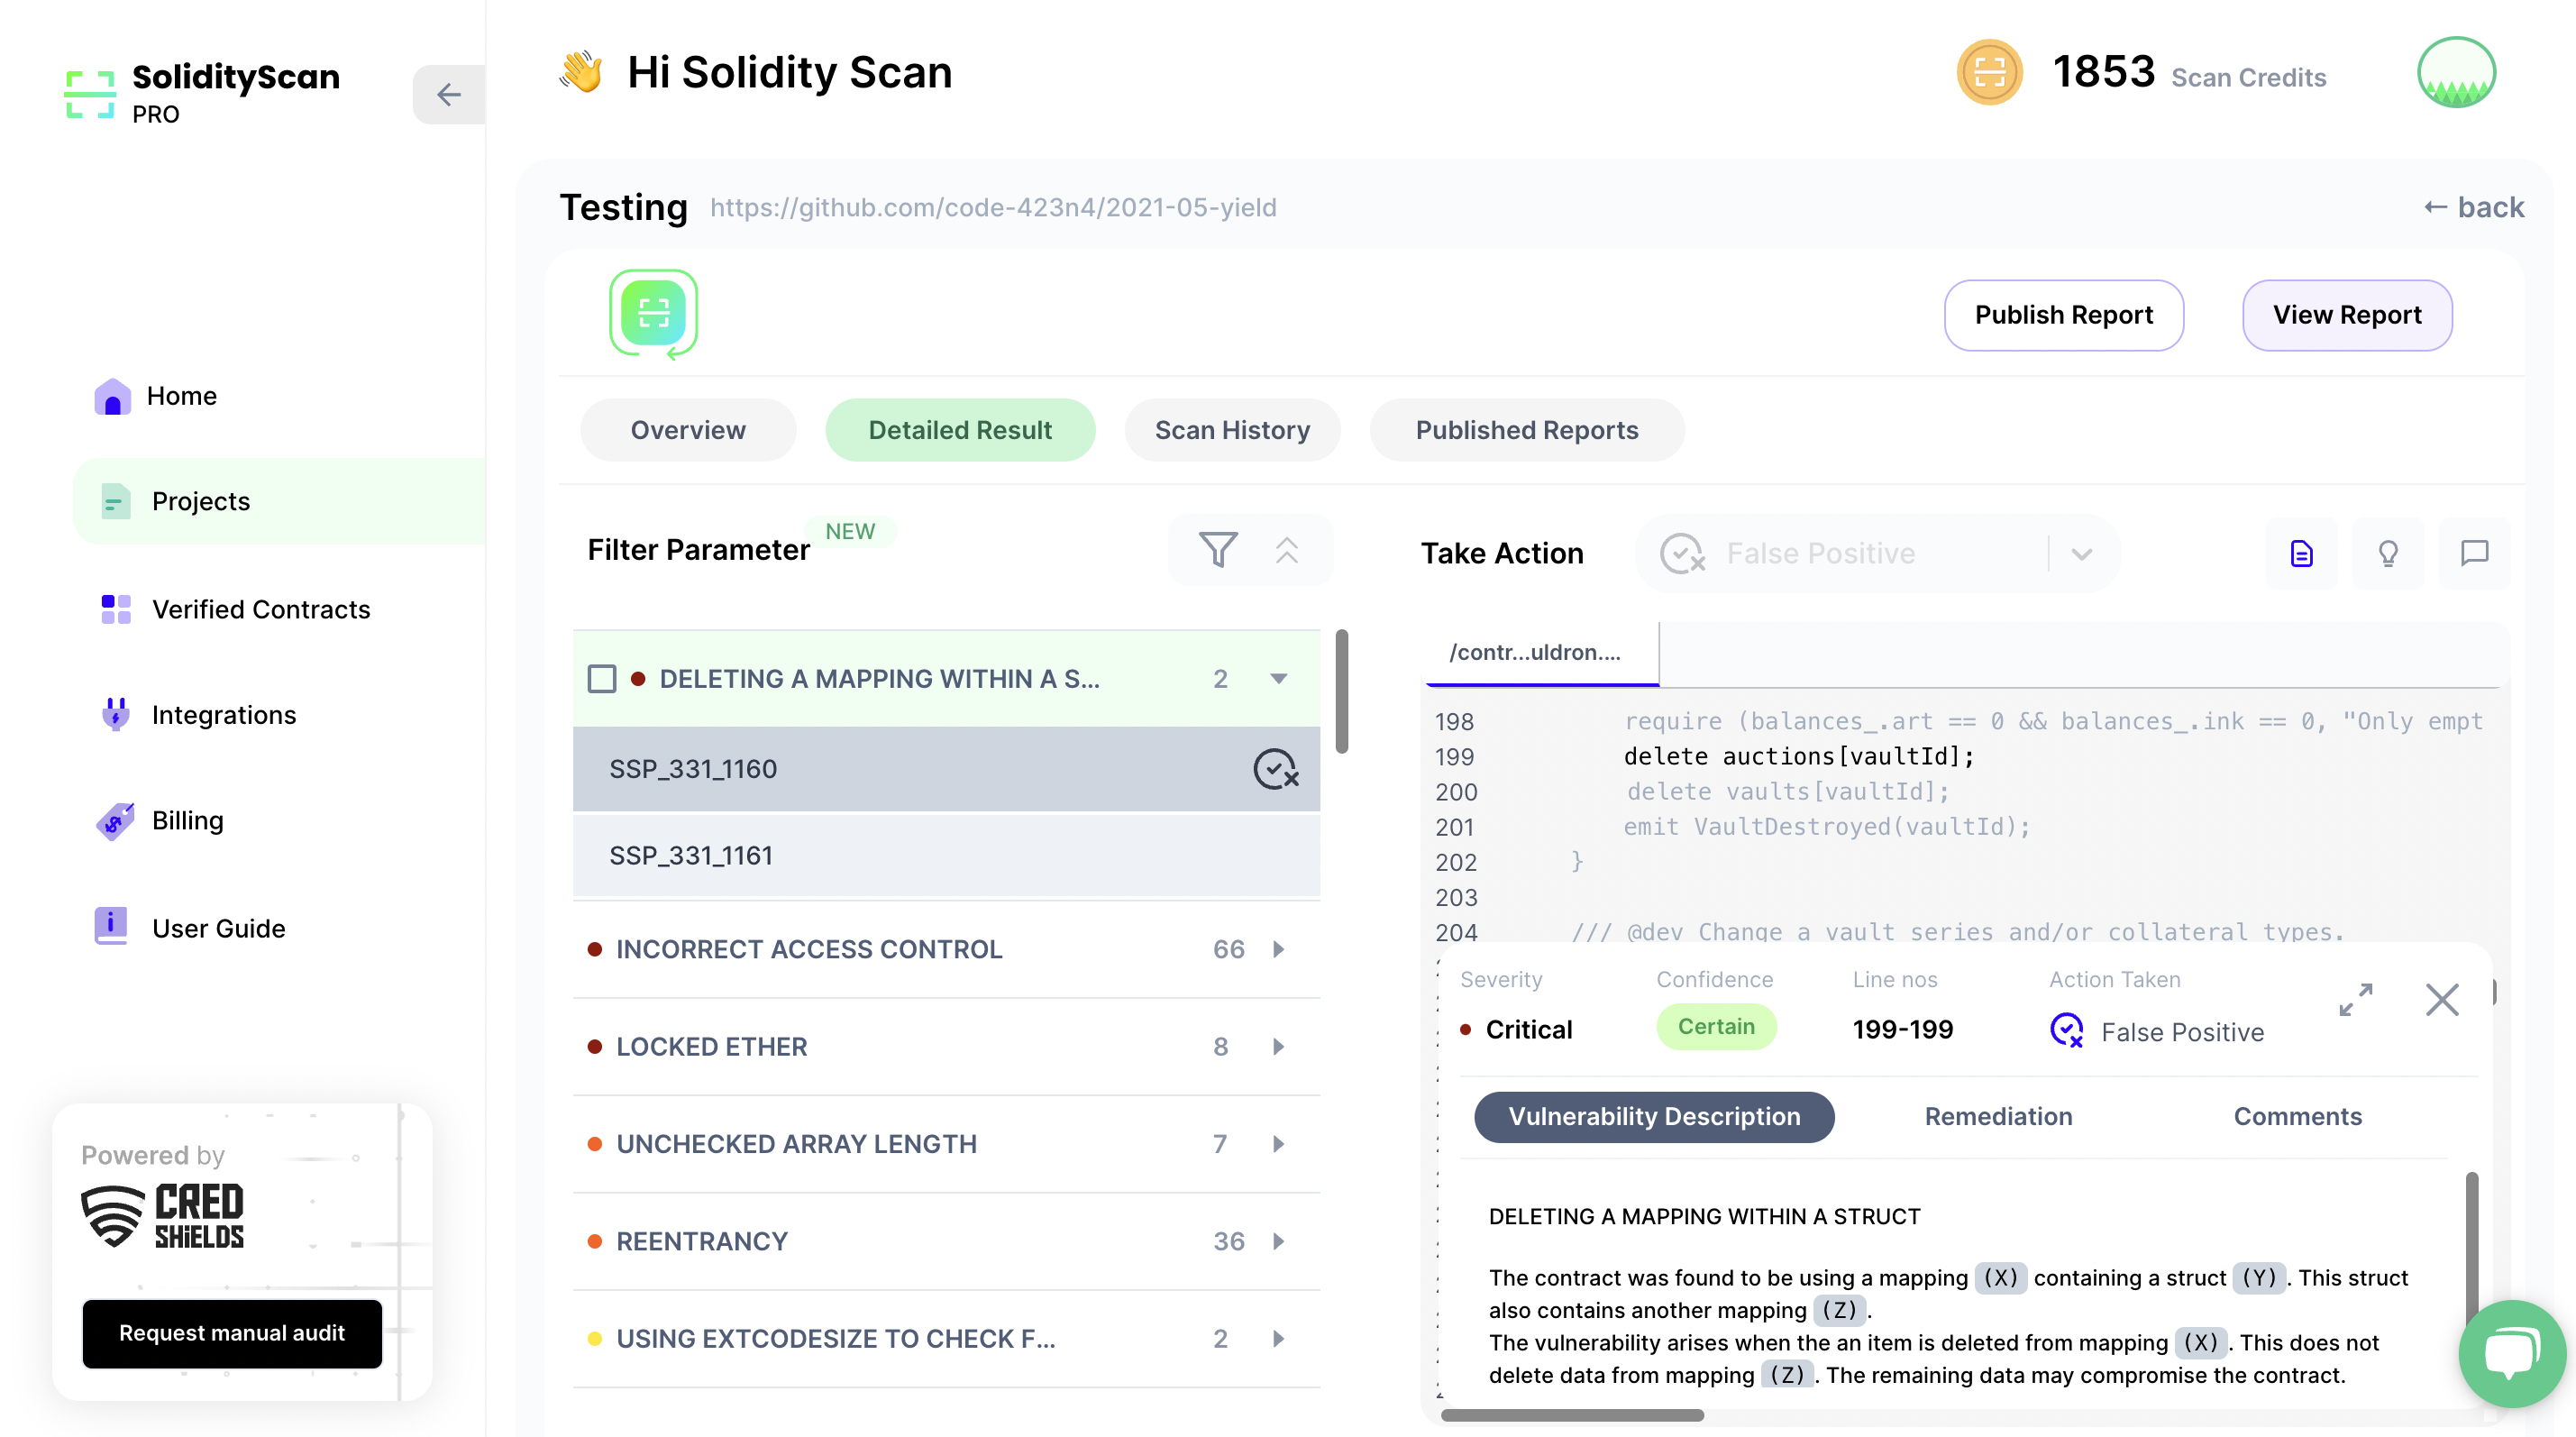 SolidityScan
PRO
Hi Solidity Scan
1853 Scan Credits
Testing https://github.com/code-423n4/2021-05-yield
← back
Publish Report
View Report
Home
Projects
Verified Contracts
Integrations
Billing
User Guide
Powered by
CRED
SHiELDS
Request manual audit
Overview
Detailed Result
Scan History
Published Reports
Filter Parameter
NEW
DELETING A MAPPING WITHIN A S... 2
SSP_331_1160
SSP_331_1161
INCORRECT ACCESS CONTROL 66
LOCKED ETHER 8
UNCHECKED ARRAY LENGTH 7
REENTRANCY 36
USING EXTCODESIZE TO CHECK F... 2
Take Action
False Positive
/contr...uldron....
198 require (balances_.art == 0 && balances_.ink == 0, "Only empt
199 delete auctions[vaultId];
200 delete vaults[vaultId];
201 emit VaultDestroyed(vaultId);
202 }
203
204 /// @dev Change a vault series and/or collateral types.
Severity Confidence Line nos Action Taken
Critical Certain 199-199 False Positive
Vulnerability Description
Remediation
Comments
DELETING A MAPPING WITHIN A STRUCT
The contract was found to be using a mapping (X) containing a struct (Y). This struct
also contains another mapping (Z).
The vulnerability arises when the an item is deleted from mapping (X). This does not
delete data from mapping (Z). The remaining data may compromise the contract.